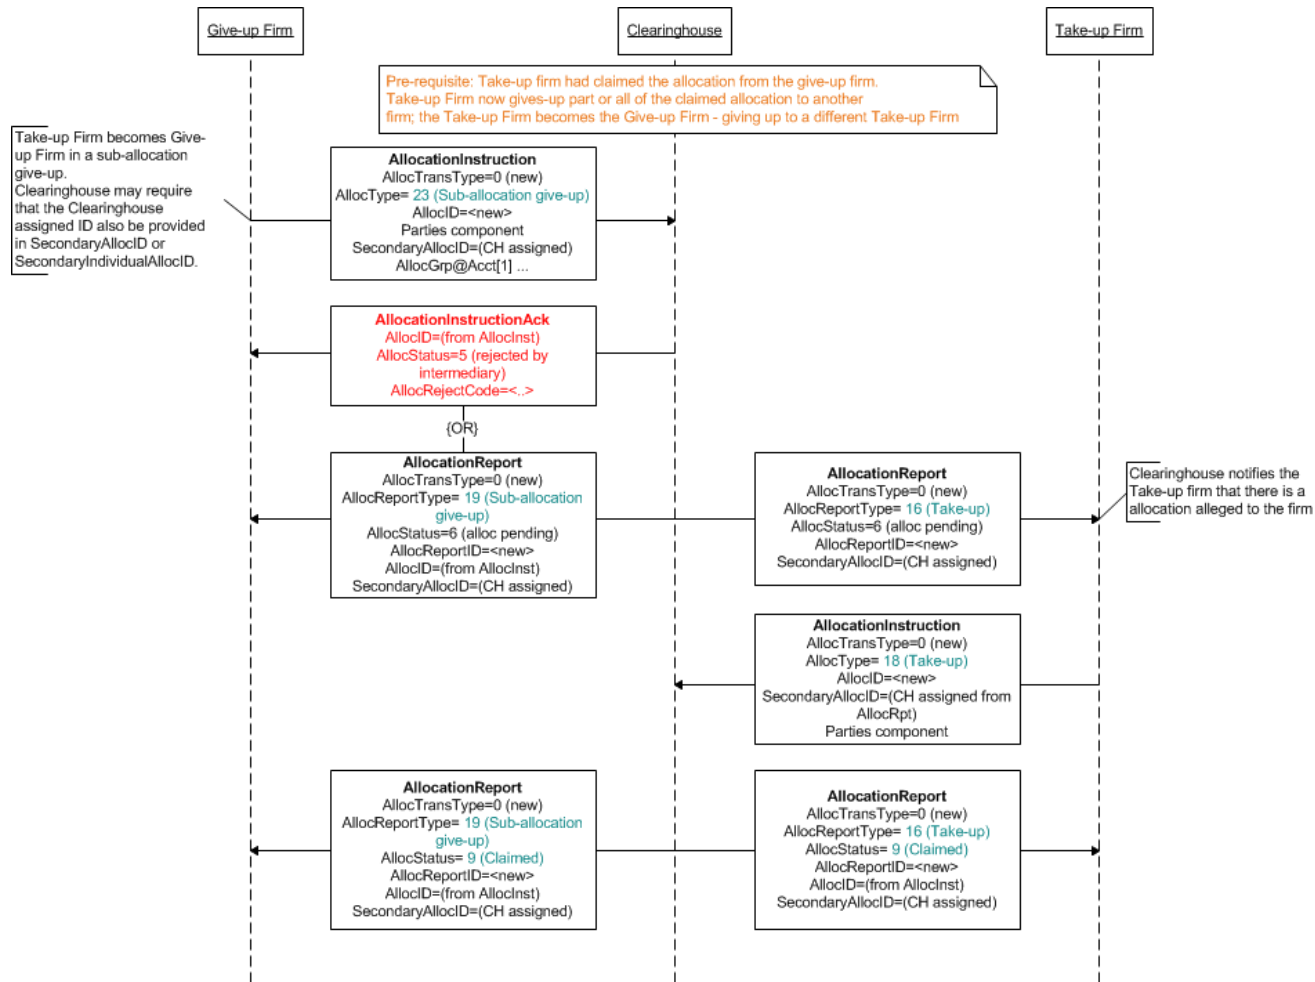 Give-up Firm
Clearinghouse
Take-up Firm
Pre-requisite: Take-up firm had claimed the allocation from the give-up firm.
Take-up Firm now gives-up part or all of the claimed allocation to another
firm; the Take-up Firm becomes the Give-up Firm - giving up to a different Take-up Firm
Take-up Firm becomes Give-
up Firm in a sub-allocation
give-up.
Clearinghouse may require
that the Clearinghouse
assigned ID also be provided
in SecondaryAllocID or
SecondaryIndividualAllocID.
AllocationInstruction
AllocTransType=0 (new)
AllocType= 23 (Sub-allocation give-up)
AllocID=<new>
Parties component
SecondaryAllocID=(CH assigned)
AllocGrp@Acct[1] ...
AllocationInstructionAck
AllocID=(from AllocInst)
AllocStatus=5 (rejected by
intermediary)
AllocRejectCode=<..>
{OR}
AllocationReport
AllocTransType=0 (new)
AllocReportType= 19 (Sub-allocation
give-up)
AllocStatus=6 (alloc pending)
AllocReportID=<new>
AllocID=(from AllocInst)
SecondaryAllocID=(CH assigned)
AllocationReport
AllocTransType=0 (new)
AllocReportType= 16 (Take-up)
AllocStatus=6 (alloc pending)
AllocReportID=<new>
SecondaryAllocID=(CH assigned)
Clearinghouse notifies the
Take-up firm that there is a
allocation alleged to the firm
AllocationInstruction
AllocTransType=0 (new)
AllocType= 18 (Take-up)
AllocID=<new>
SecondaryAllocID=(CH assigned from
AllocRpt)
Parties component
AllocationReport
AllocTransType=0 (new)
AllocReportType= 19 (Sub-allocation
give-up)
AllocStatus= 9 (Claimed)
AllocReportID=<new>
AllocID=(from AllocInst)
SecondaryAllocID=(CH assigned)
AllocationReport
AllocTransType=0 (new)
AllocReportType= 16 (Take-up)
AllocStatus= 9 (Claimed)
AllocReportID=<new>
AllocID=(from AllocInst)
SecondaryAllocID=(CH assigned)